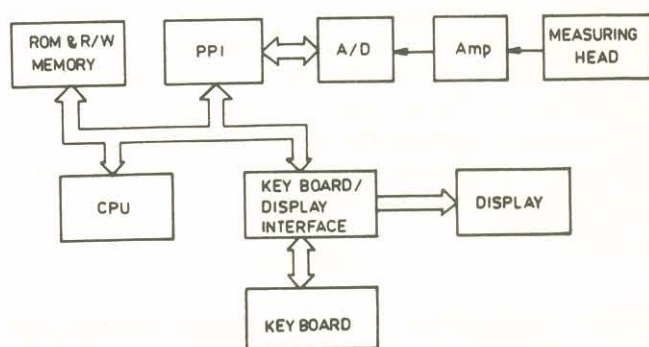 ROM & R/W
MEMORY
PPI
A/D
Amp
MEASURING
HEAD
CPU
KEY BOARD/
DISPLAY
INTERFACE
DISPLAY
KEY BOARD